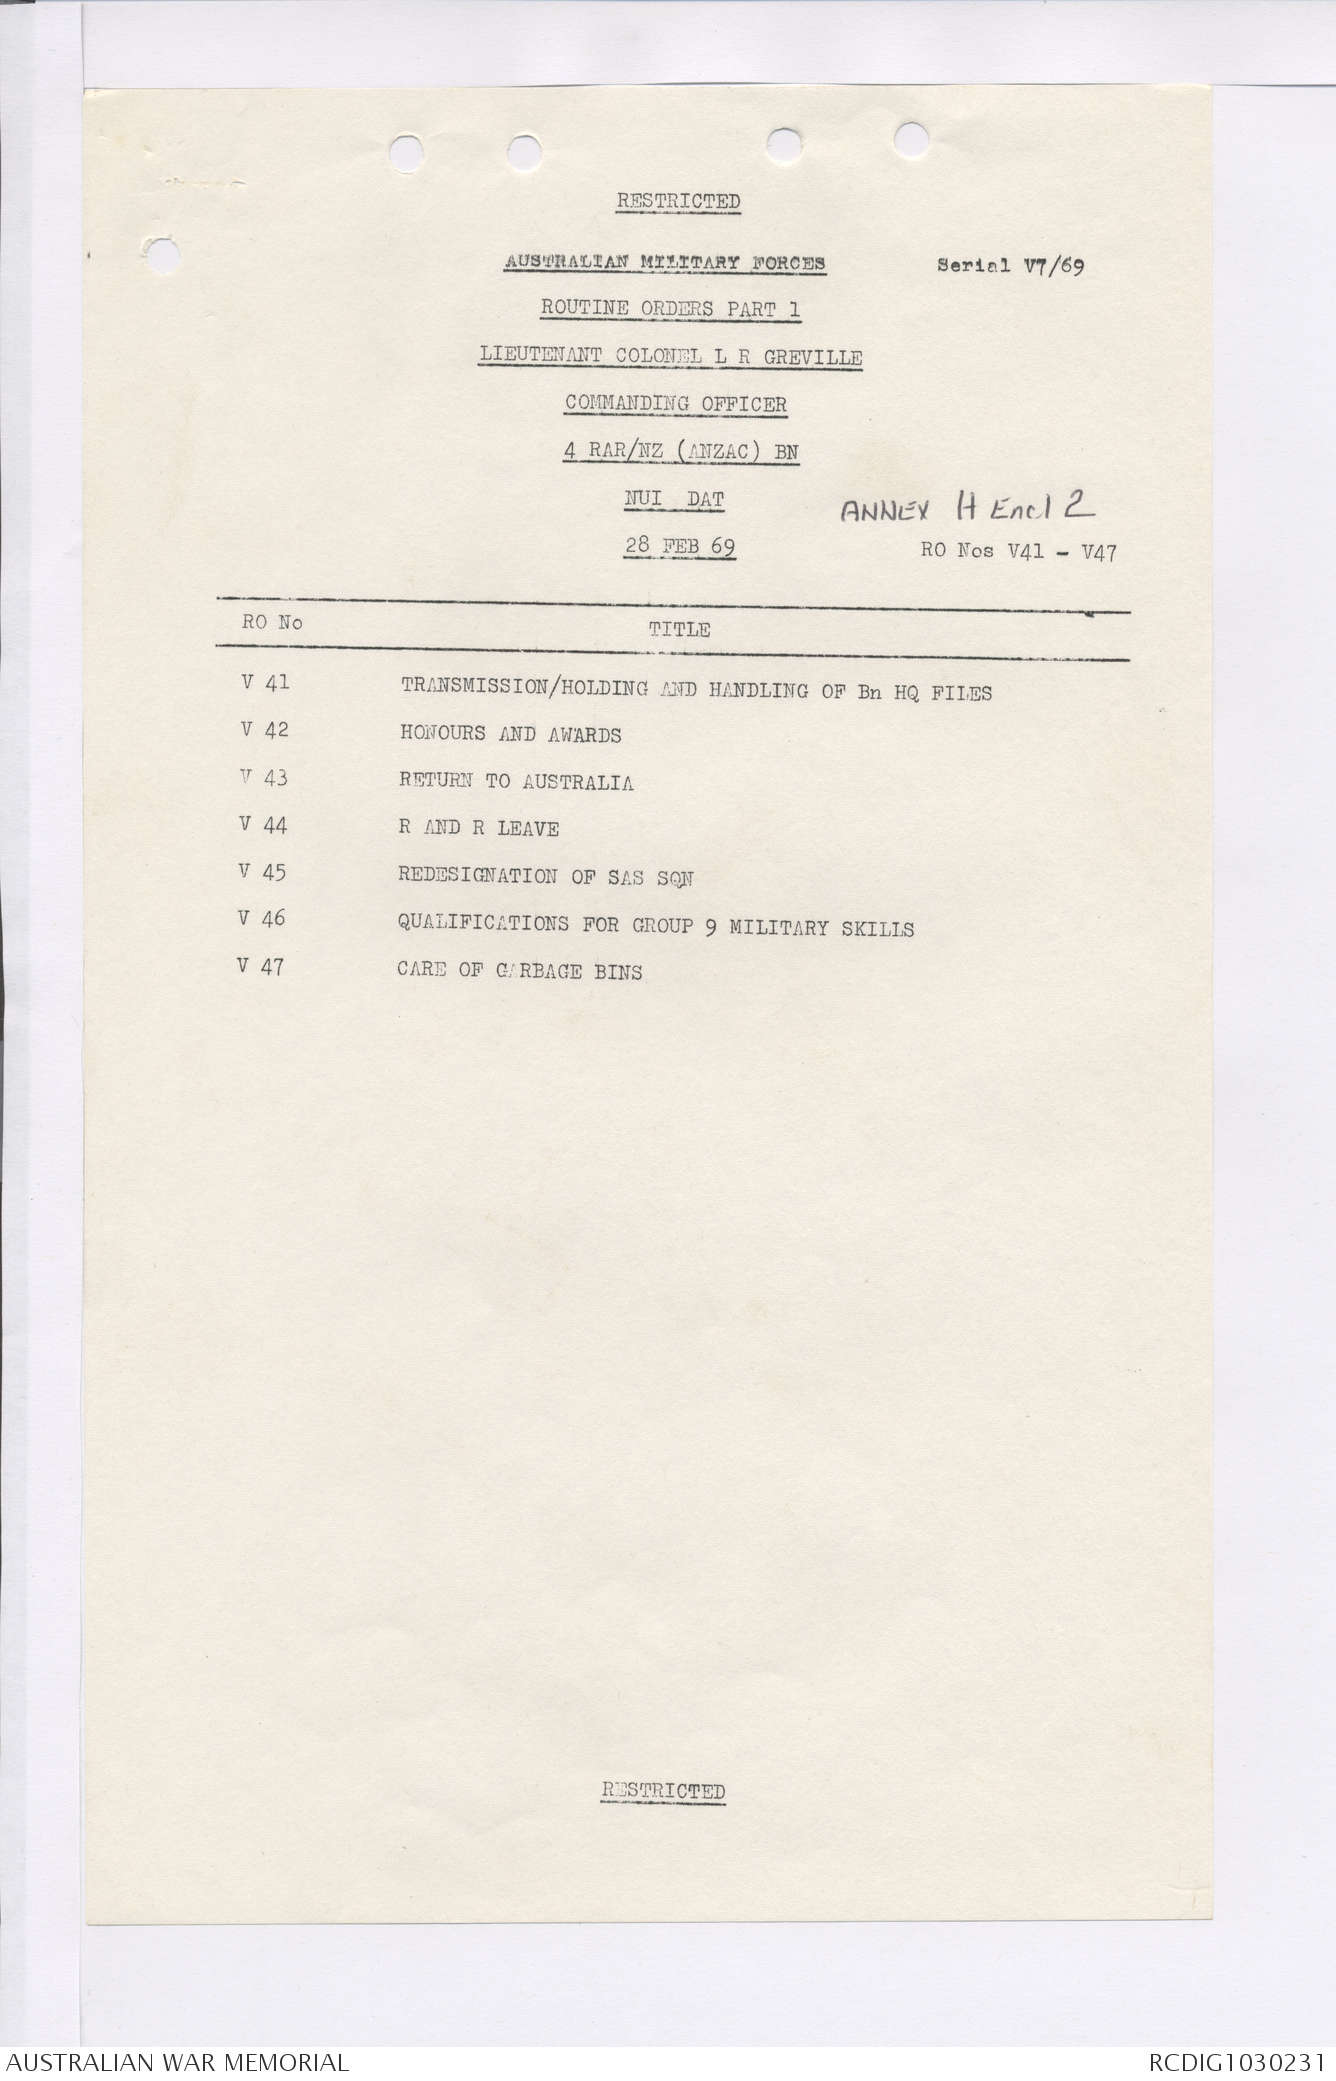 RESTRICTED
AUSTRALIAN MILITARY FORCES Serial V7/69
ROUTINE ORDERS PART 1
LIEUTENANT COLONEL L R GREVILLE
COMMANDING OFFICER
4 RAR/NZ (ANZAC) BN
NUI DAT ANNEX H Encl 2
28 FEB 69 RO Nos V41 - V47
RO No TITLE
V 41 TRANSMISSION/HOLDING AND HANDLING OF Bn HQ FILES
V 42 HONOURS AND AWARDS
V 43 RETURN TO AUSTRALIA
V 44 R AND R LEAVE
V 45 REDESIGNATION OF SAS SQN
V 46 QUALIFICATIONS FOR GROUP 9 MILITARY SKILLS
V 47 CARE OF GARBAGE BINS
RESTRICTED
AUSTRALIAN WAR MEMORIAL RCDIG1030231